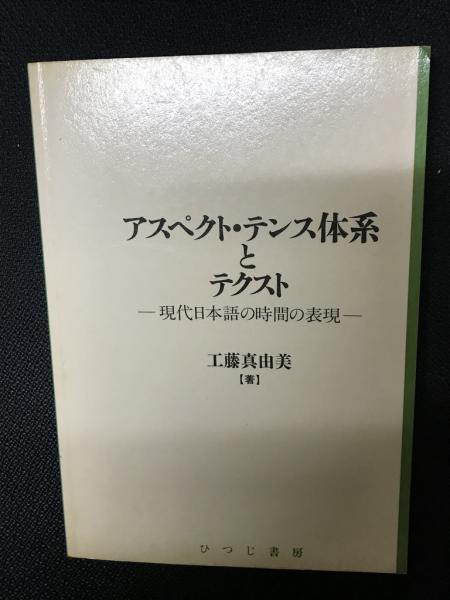 アスペクト・テンス体系
と
テクスト
―現代日本語の時間の表現―
工藤真由美
【著】
ひつじ書房